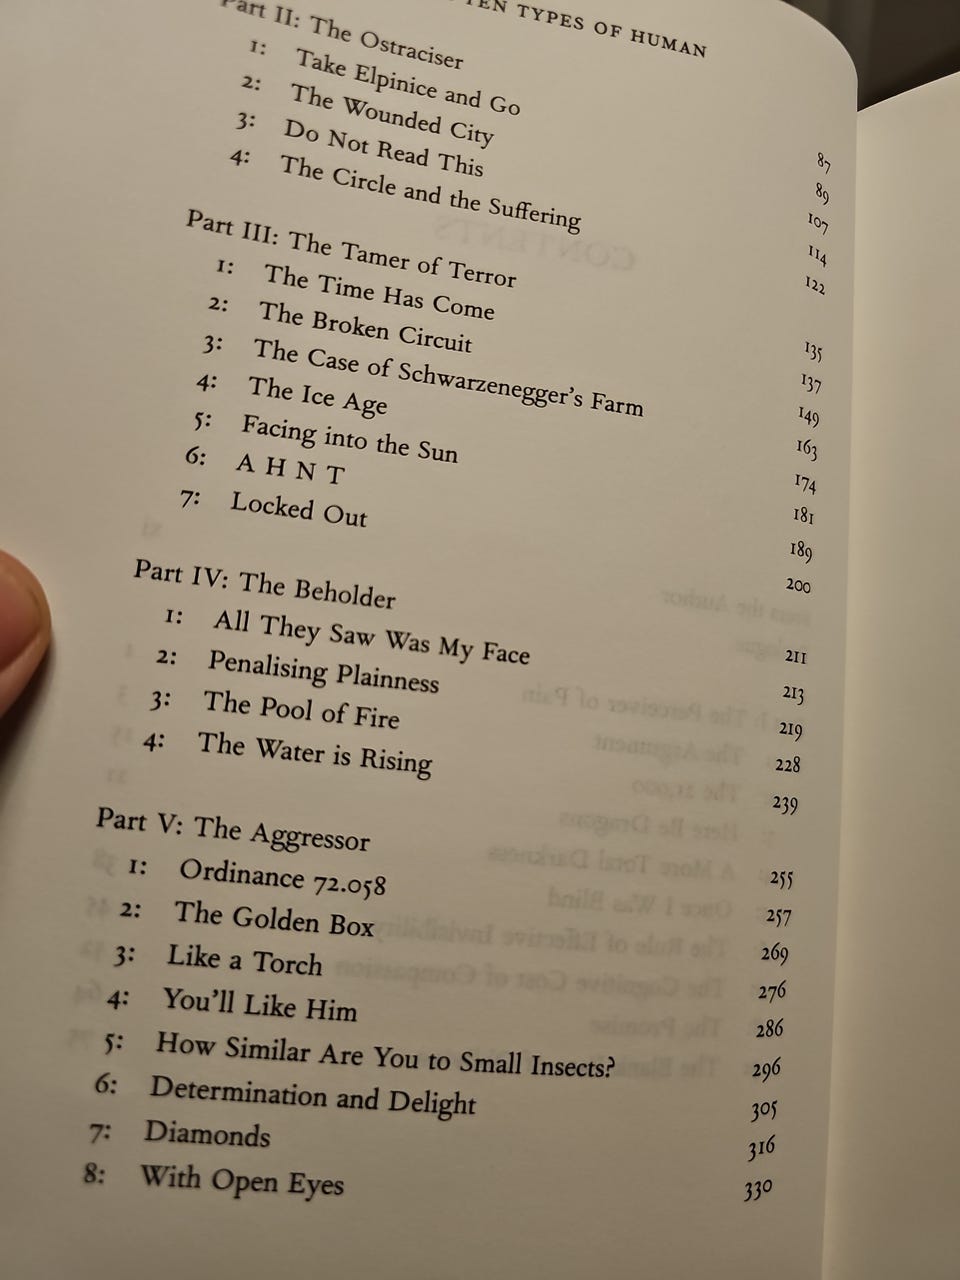 TEN TYPES OF HUMAN
Part II: The Ostraciser 87
1: Take Elpinice and Go 89
2: The Wounded City 107
3: Do Not Read This 114
4: The Circle and the Suffering 122
Part III: The Tamer of Terror 135
1: The Time Has Come 137
2: The Broken Circuit 149
3: The Case of Schwarzenegger's Farm 163
4: The Ice Age 174
5: Facing into the Sun 181
6: A H N T 189
7: Locked Out 200
Part IV: The Beholder 211
1: All They Saw Was My Face 213
2: Penalising Plainness 219
3: The Pool of Fire 228
4: The Water is Rising 239
Part V: The Aggressor 255
1: Ordinance 72.058 257
2: The Golden Box 269
3: Like a Torch 276
4: You'll Like Him 286
5: How Similar Are You to Small Insects? 296
6: Determination and Delight 305
7: Diamonds 316
8: With Open Eyes 330